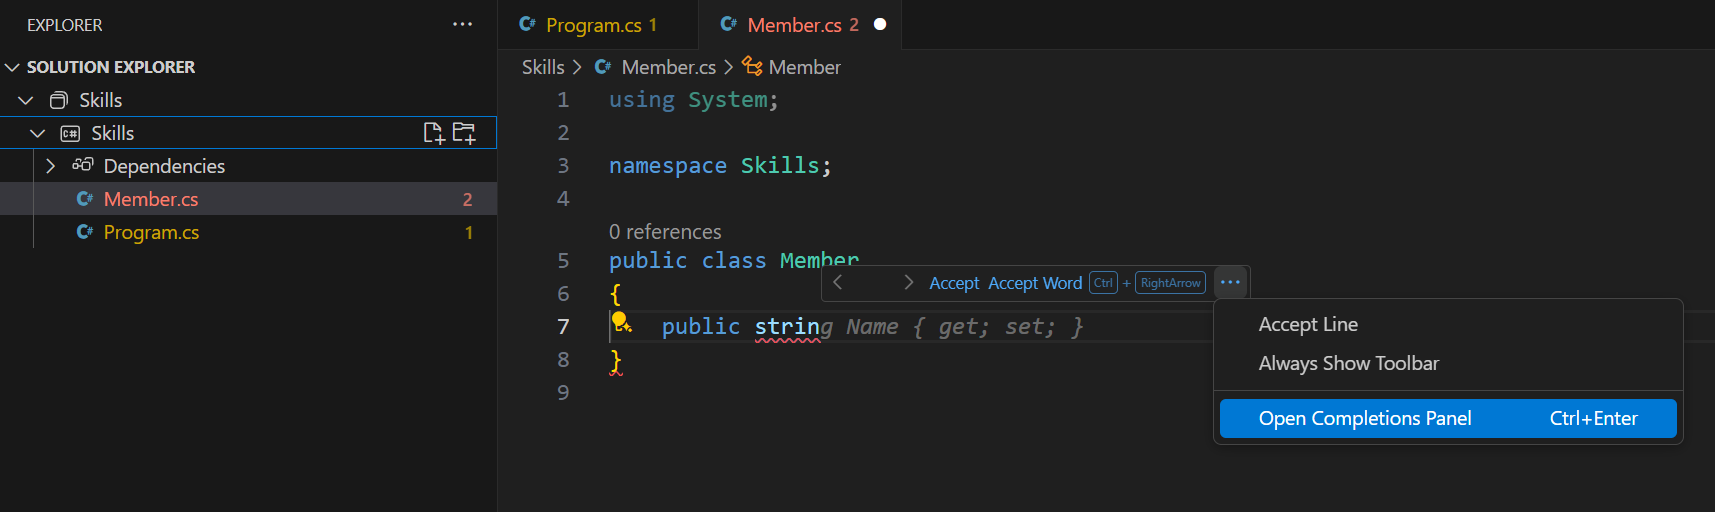 EXPLORER
SOLUTION EXPLORER
Skills
C# Skills
Dependencies
C# Member.cs 2
C# Program.cs 1
C# Program.cs 1 C# Member.cs 2
Skills > C# Member.cs > Member
1 using System;
2
3 namespace Skills;
4
0 references
5 public class Member
Accept Accept Word Ctrl + RightArrow ...
6 {
7 public string Name { get; set; }
8 }
9
Accept Line
Always Show Toolbar
Open Completions Panel Ctrl+Enter